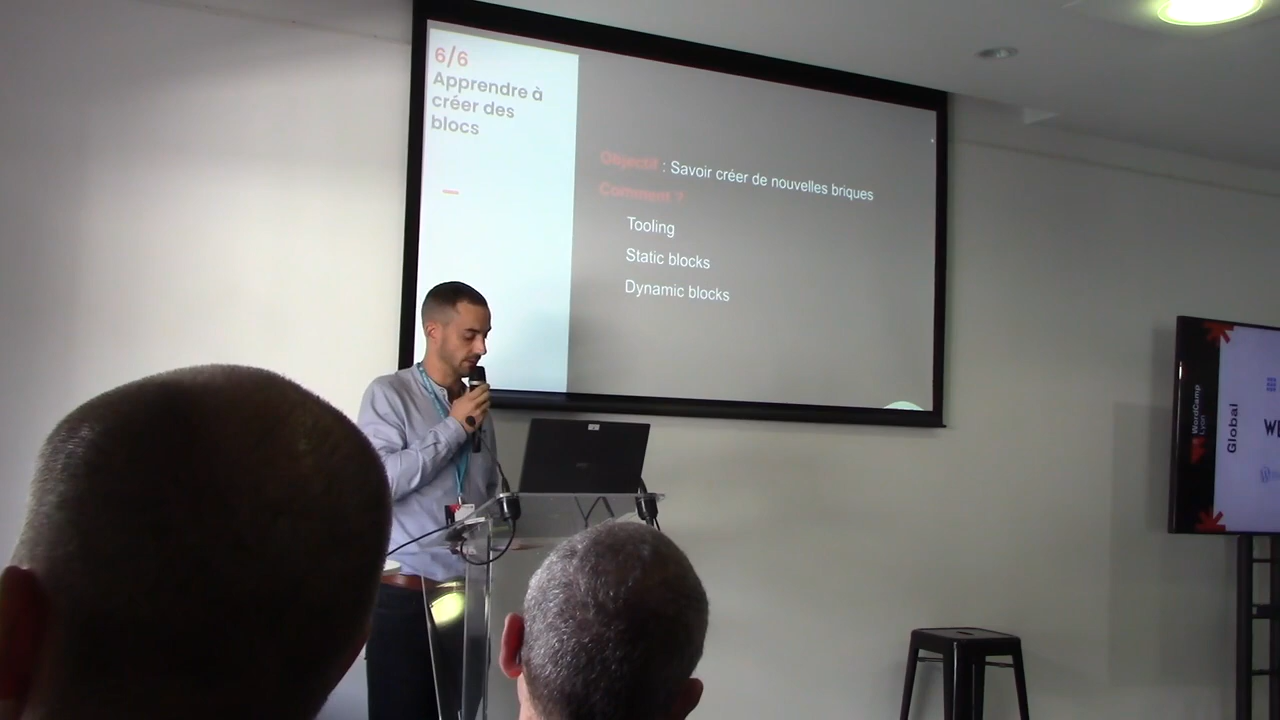 6/6
Apprendre à
créer des
blocs
Objectif : Savoir créer de nouvelles briques
Comment ?
Tooling
Static blocks
Dynamic blocks
WordCamp
Lyon
Global